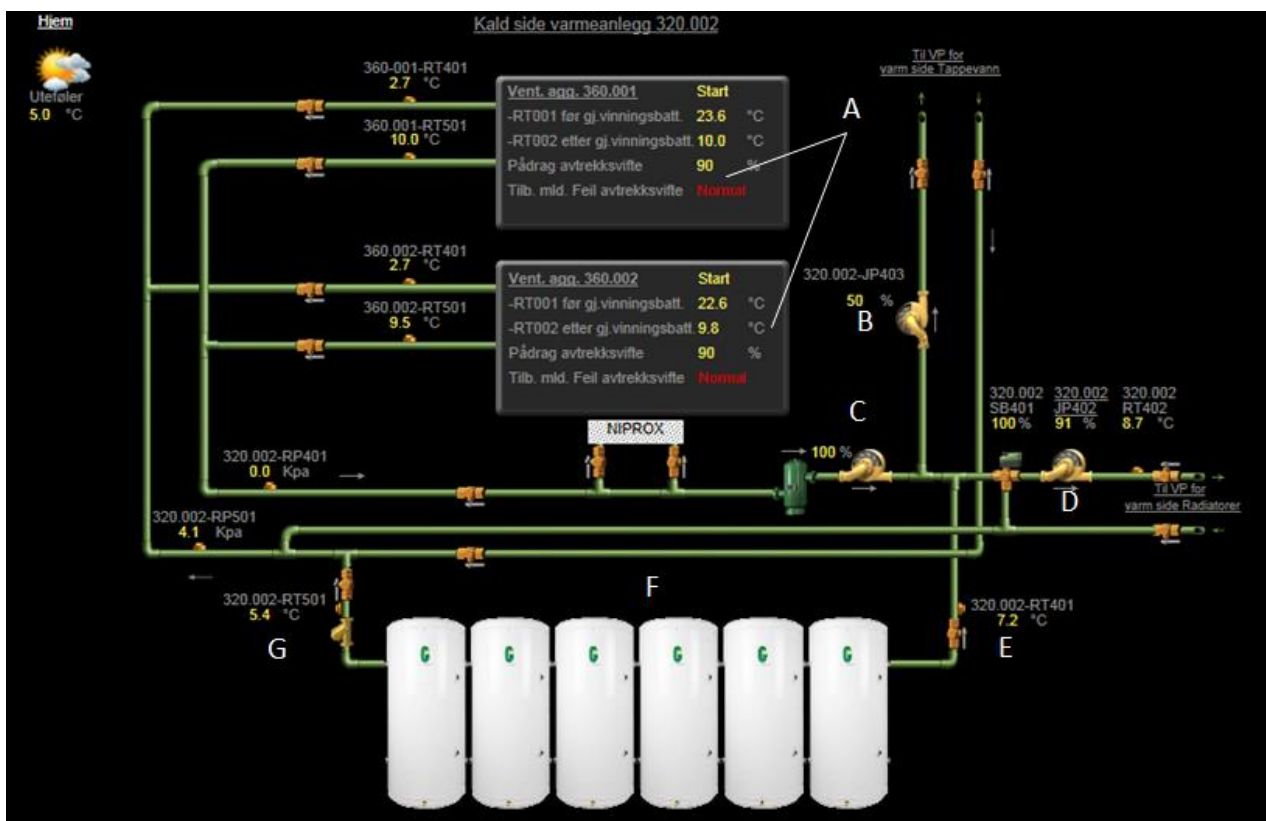 Hjem
Kald side varmeanlegg 320.002
Uteføler
5.0 °C
360-001-RT401
2.7 °C
360.001-RT501
10.0 °C
Vent. agg. 360.001 Start
-RT001 før gj.vinningsbatt. 23.6 °C
-RT002 etter gj.vinningsbatt. 10.0 °C
Pådrag avtrekksvifte 90 %
Tilb. mld. Feil avtrekksvifte Normal
A
Til VP for
varm side Tappevann
360.002-RT401
2.7 °C
360.002-RT501
9.5 °C
Vent. agg. 360.002 Start
-RT001 før gj.vinningsbatt. 22.6 °C
-RT002 etter gj.vinningsbatt. 9.8 °C
Pådrag avtrekksvifte 90 %
Tilb. mld. Feil avtrekksvifte Normal
320.002-JP403
50 %
B
C
NIPROX
100 %
320.002 320.002 320.002
SB401 JP402 RT402
100 % 91 % 8.7 °C
D
Til VP for
varm side Radiatorer
320.002-RP401
0.0 Kpa
320.002-RP501
4.1 Kpa
320.002-RT501
5.4 °C
G
F
320.002-RT401
7.2 °C
E
G G G G G G